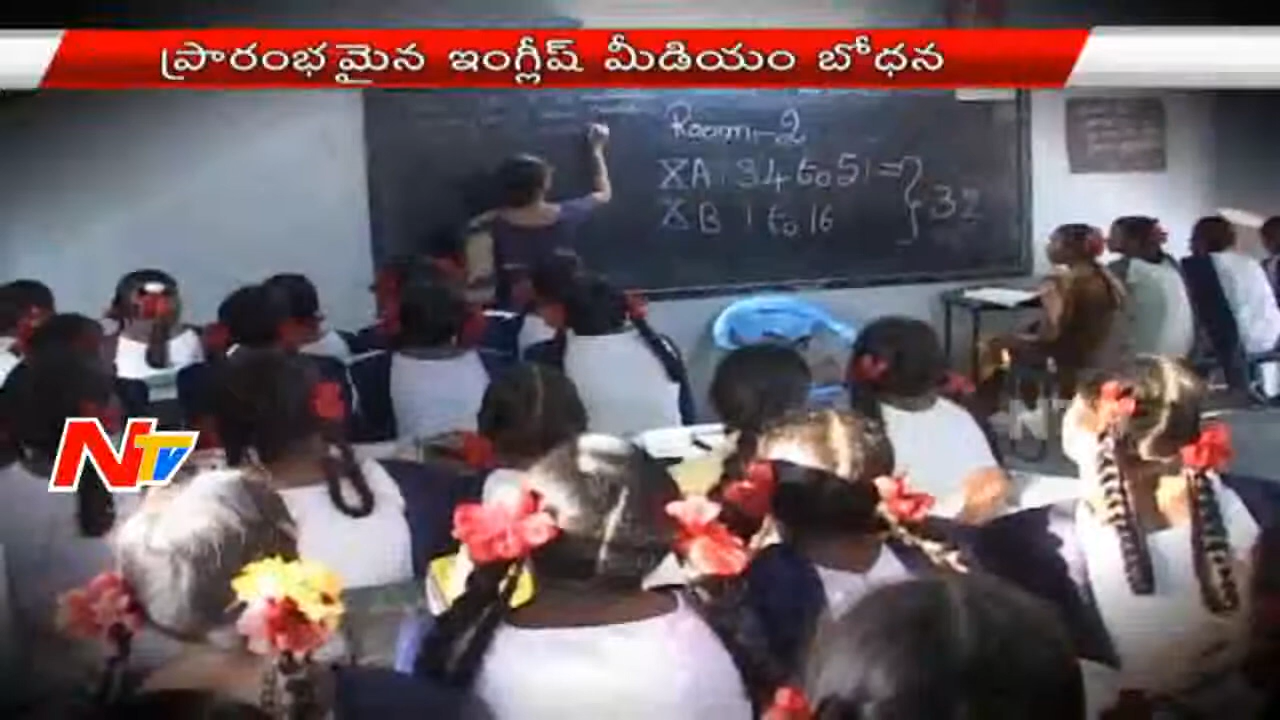 ప్రారంభమైన ఇంగ్లీష్ మీడియం బోధన
Room-2
XA : 34 to 51 = } 32
XB 1 to 16
NTV